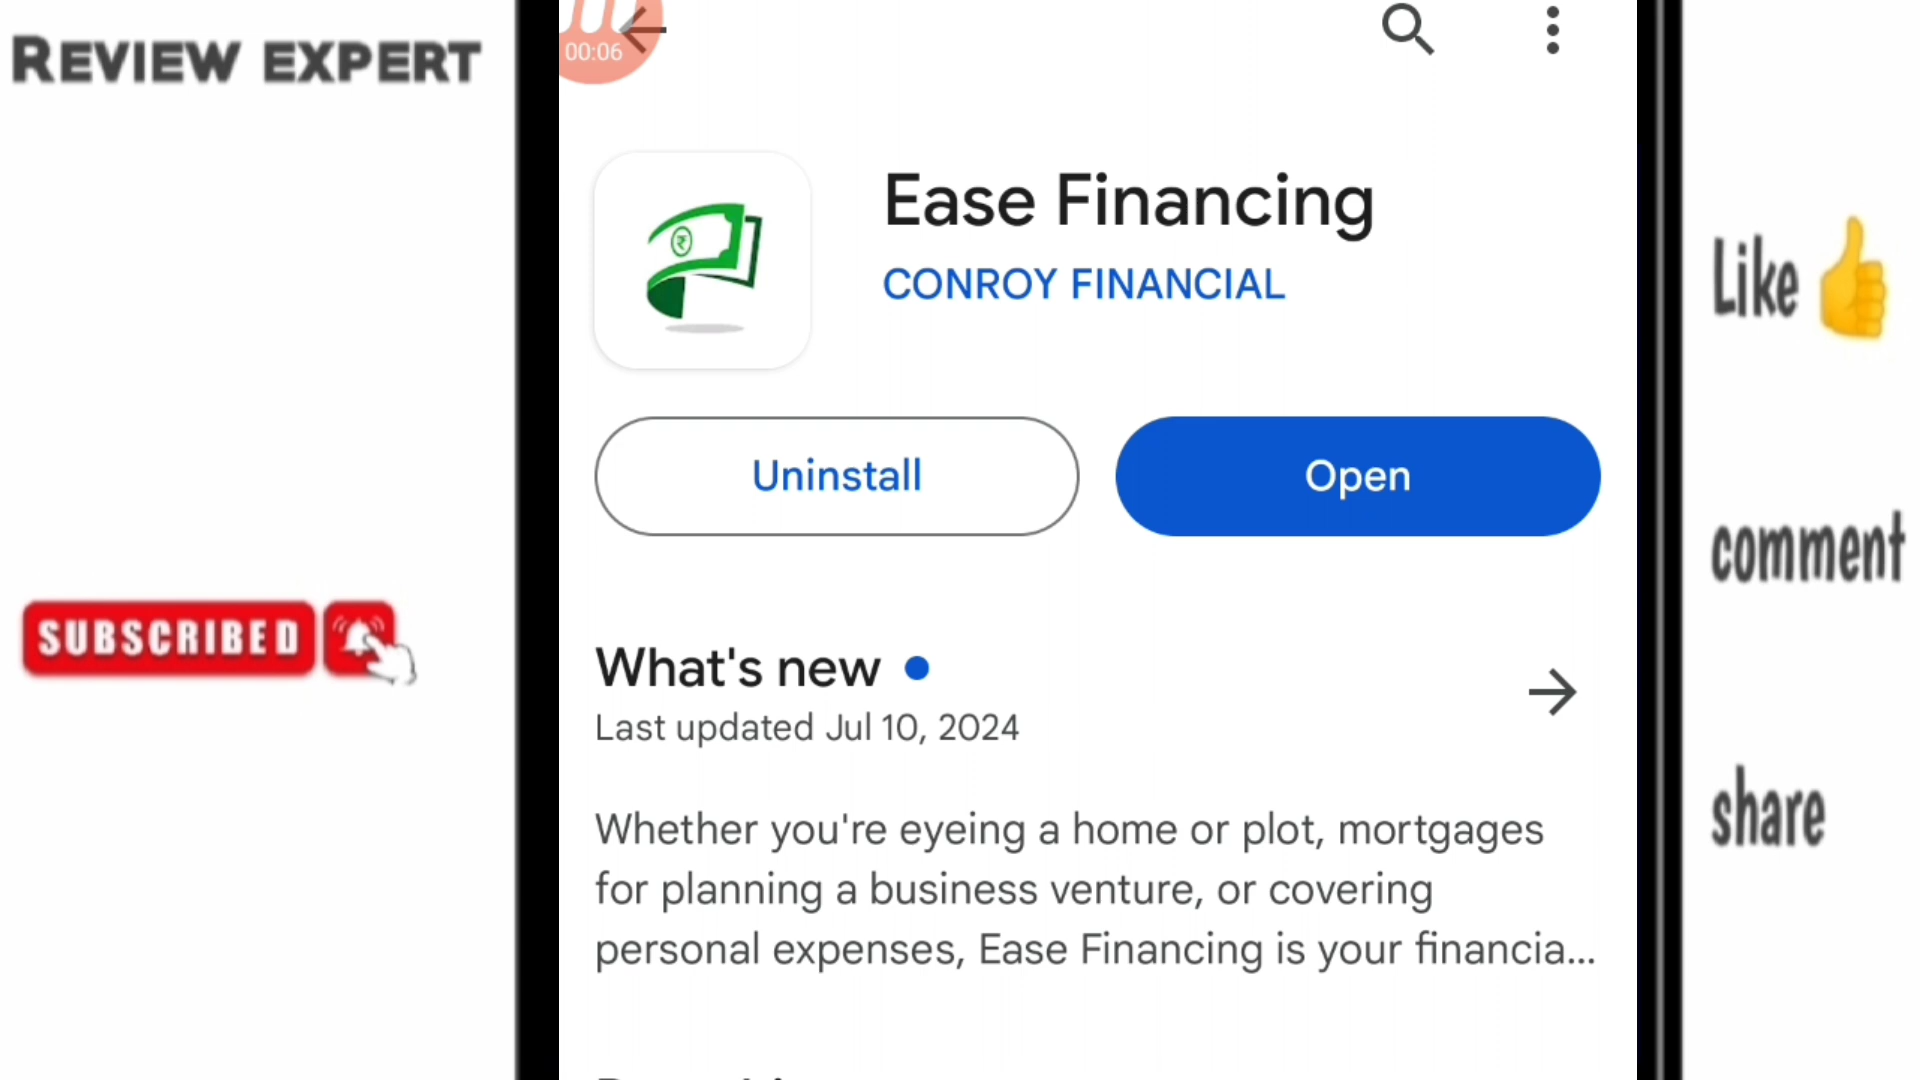 REVIEW EXPERT
00:06
Ease Financing
CONROY FINANCIAL
Uninstall
Open
What's new
Last updated Jul 10, 2024
Whether you're eyeing a home or plot, mortgages
for planning a business venture, or covering
personal expenses, Ease Financing is your financia...
SUBSCRIBED
Like
comment
share